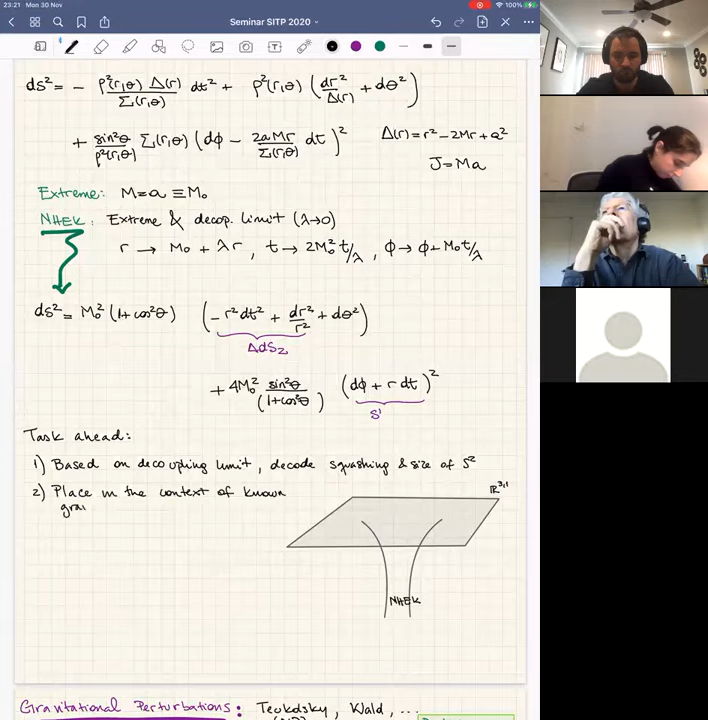 23:21 Mon 30 Nov
100%
Seminar SITP 2020
ds² = - ρ²(r,θ) Δ(r) / Σ(r,θ) dt² + ρ²(r,θ) (dr²/Δ(r) + dθ²)
+ sin²θ/ρ²(r,θ) Σ(r,θ) (dϕ - 2aMr/Σ(r,θ) dt)² Δ(r) = r² - 2Mr + a²
J = Ma
Extreme: M = a ≡ M₀
NHEK: Extreme & decop. limit (λ→0)
r → M₀ + λr, t → 2M₀² t/λ, ϕ → ϕ + M₀t/λ
ds² = M₀² (1+cos²θ) (- r²dt² + dr²/r² + dθ²)
AdS₂
+ 4M₀² sin²θ/(1+cos²θ) (dϕ + r dt)²
S¹
Task ahead:
1) Based on decoupling limit, decode squashing & size of S²
2) Place in the context of known
grav
ℝ³,¹
NHEK
Gravitational Perturbations: Teukolsky, Wald, ...